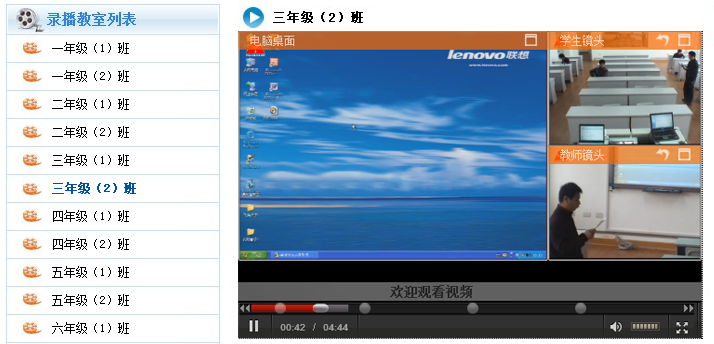 录播教室列表
一年级（1）班
一年级（2）班
二年级（1）班
二年级（2）班
三年级（1）班
三年级（2）班
四年级（1）班
四年级（2）班
五年级（1）班
五年级（2）班
六年级（1）班
三年级（2）班
电脑桌面
lenovo联想
www.lenovo.com
学生镜头
教师镜头
欢迎观看视频
00:42 / 04:44